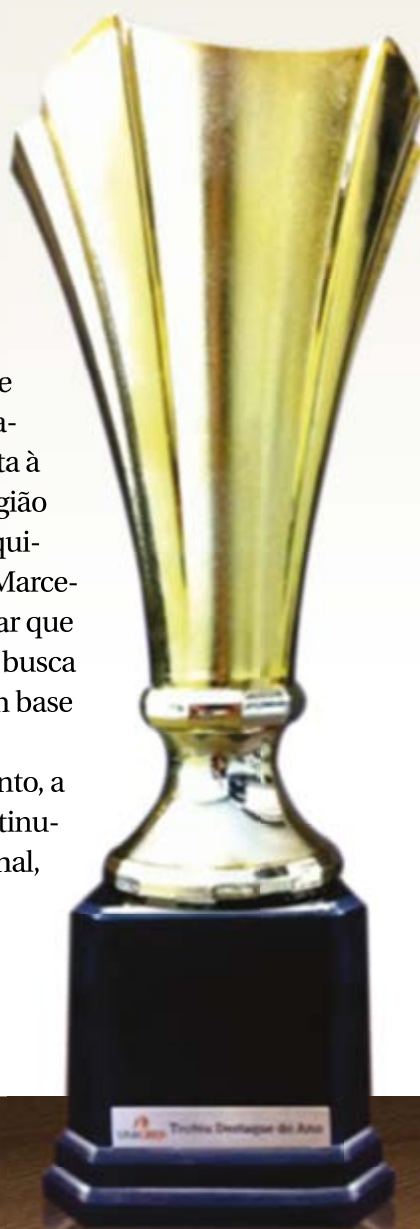 e
a-
ta à
gião
qui-
Marce-
ar que
busca
n base
nto, a
tinu-
nal,
Troféu Destaque do Ano